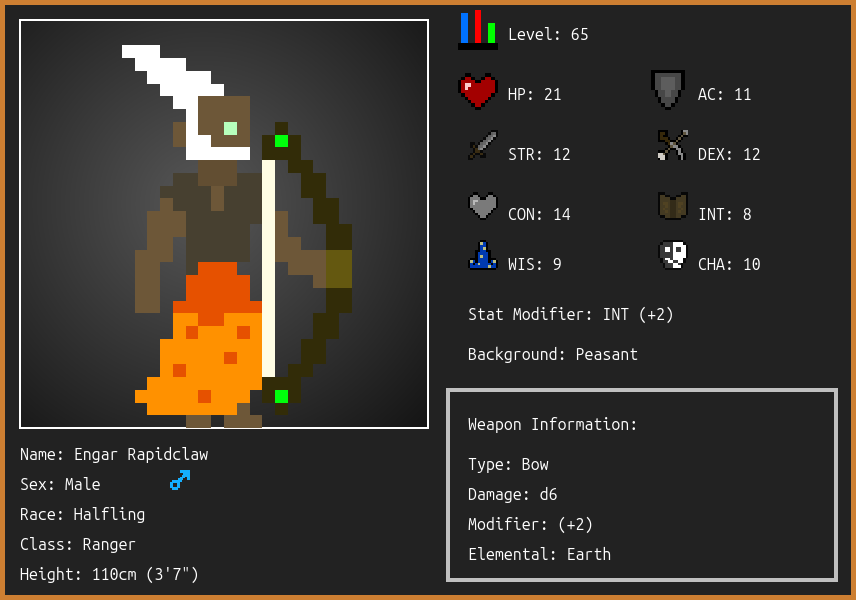 Level: 65
HP: 21
AC: 11
STR: 12
DEX: 12
CON: 14
INT: 8
WIS: 9
CHA: 10
Stat Modifier: INT (+2)
Background: Peasant
Weapon Information:
Type: Bow
Damage: d6
Modifier: (+2)
Elemental: Earth
Name: Engar Rapidclaw
Sex: Male
Race: Halfling
Class: Ranger
Height: 110cm (3'7")